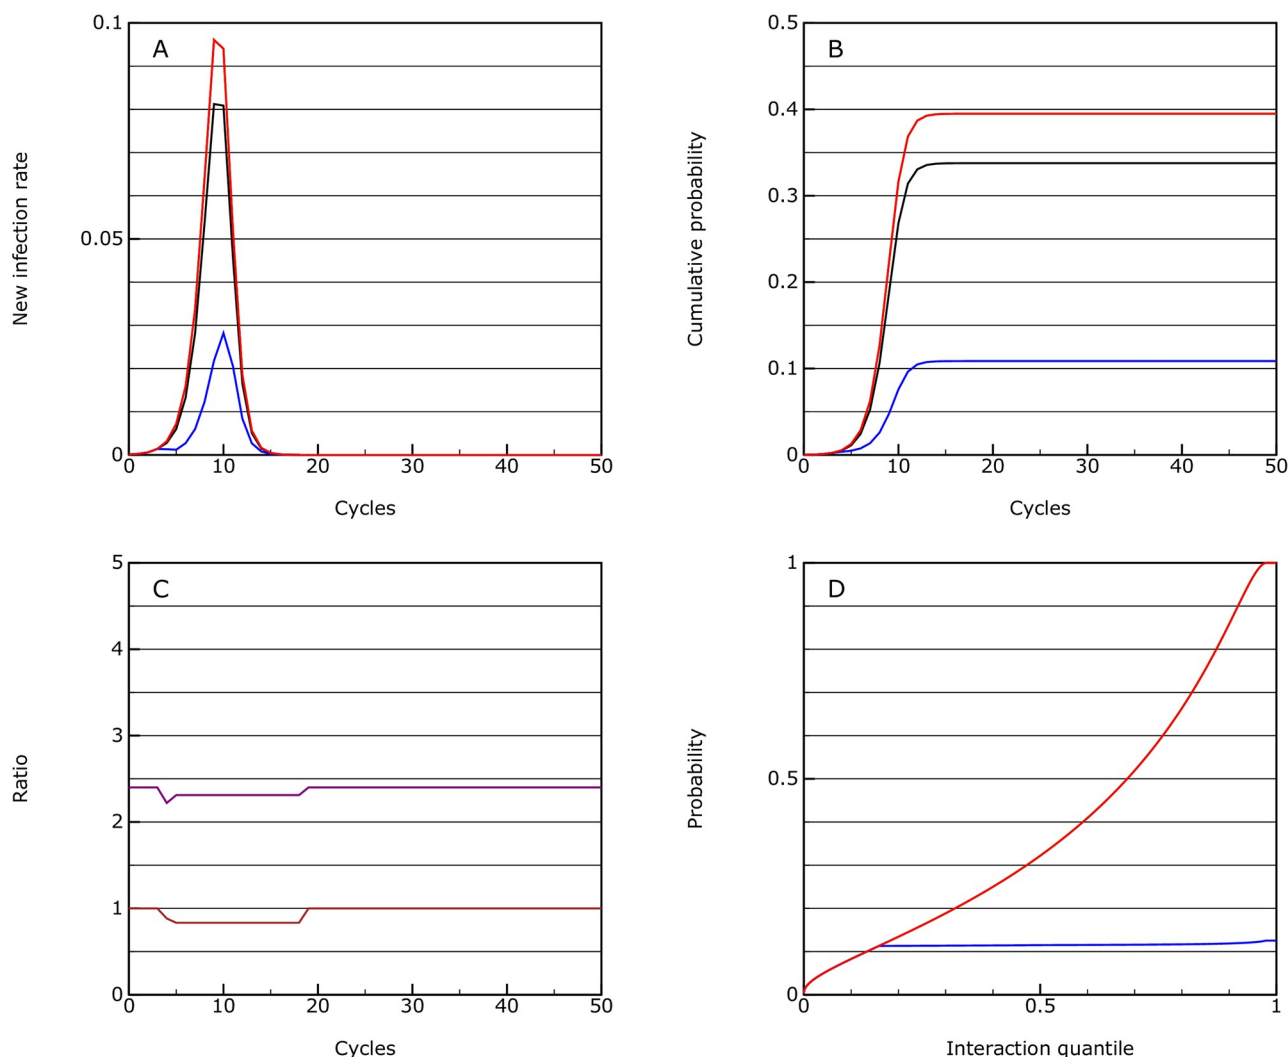 A
New infection rate
0.1
0.05
0
0 10 20 30 40 50
Cycles
B
Cumulative probability
0.5
0.4
0.3
0.2
0.1
0
0 10 20 30 40 50
Cycles
C
Ratio
5
4
3
2
1
0
0 10 20 30 40 50
Cycles
D
Probability
1
0.5
0
0 0.5 1
Interaction quantile